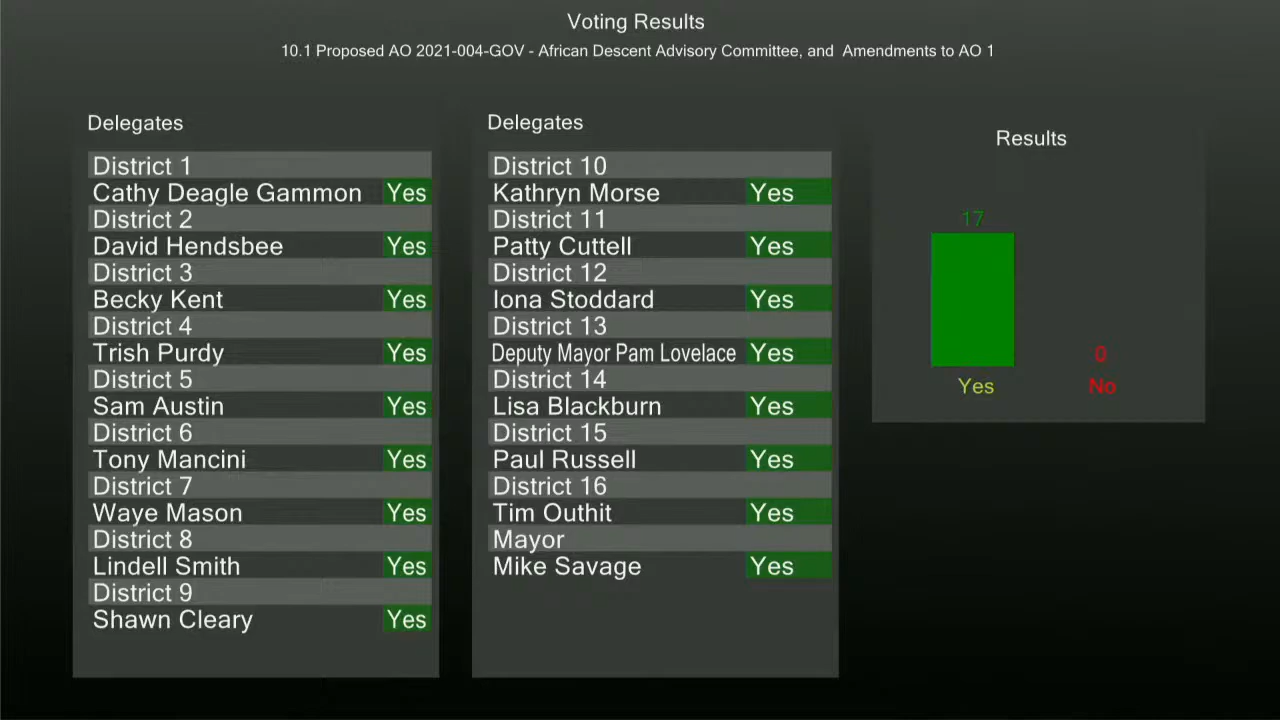 Voting Results
10.1 Proposed AO 2021-004-GOV - African Descent Advisory Committee, and Amendments to AO 1
Delegates
District 1
Cathy Deagle Gammon Yes
District 2
David Hendsbee Yes
District 3
Becky Kent Yes
District 4
Trish Purdy Yes
District 5
Sam Austin Yes
District 6
Tony Mancini Yes
District 7
Waye Mason Yes
District 8
Lindell Smith Yes
District 9
Shawn Cleary Yes
Delegates
District 10
Kathryn Morse Yes
District 11
Patty Cuttell Yes
District 12
Iona Stoddard Yes
District 13
Deputy Mayor Pam Lovelace Yes
District 14
Lisa Blackburn Yes
District 15
Paul Russell Yes
District 16
Tim Outhit Yes
Mayor
Mike Savage Yes
Results
17
0
Yes No